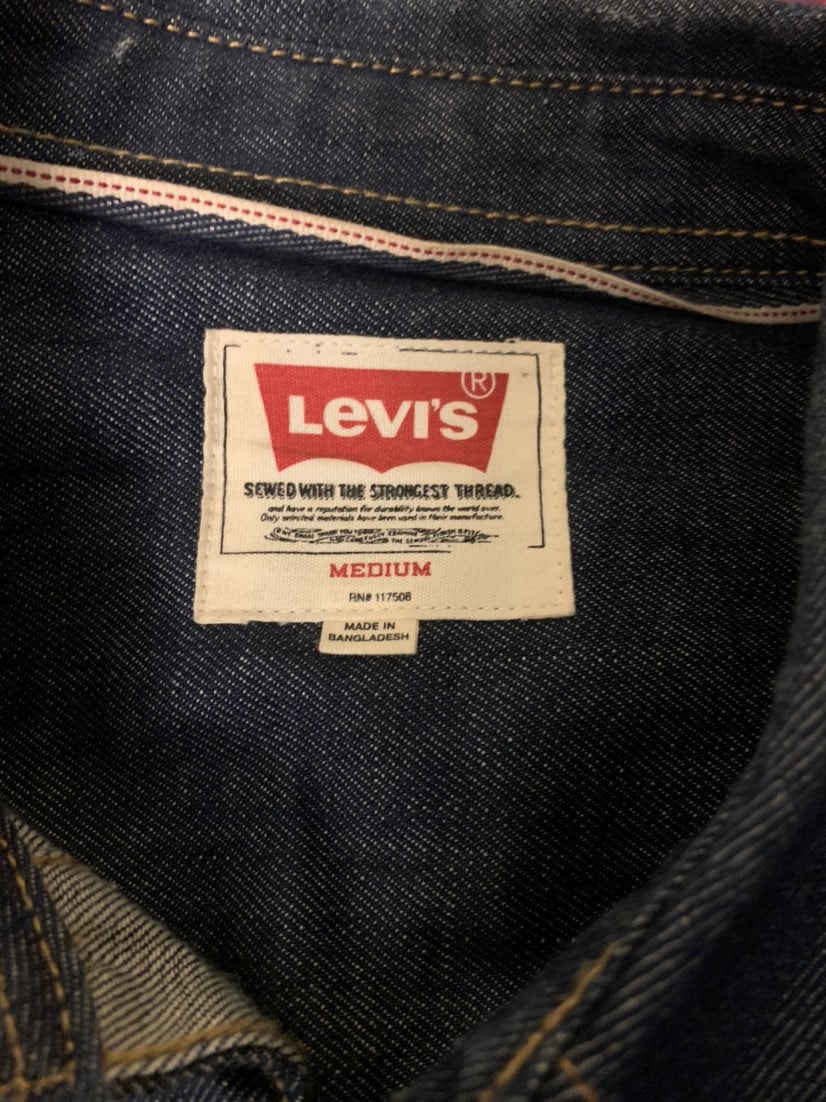 LEVI'S ®
SEWED WITH THE STRONGEST THREAD.
and have a reputation for durability known the world over.
Only selected materials have been used in their manufacture.
MEDIUM
RN# 117508
MADE IN
BANGLADESH